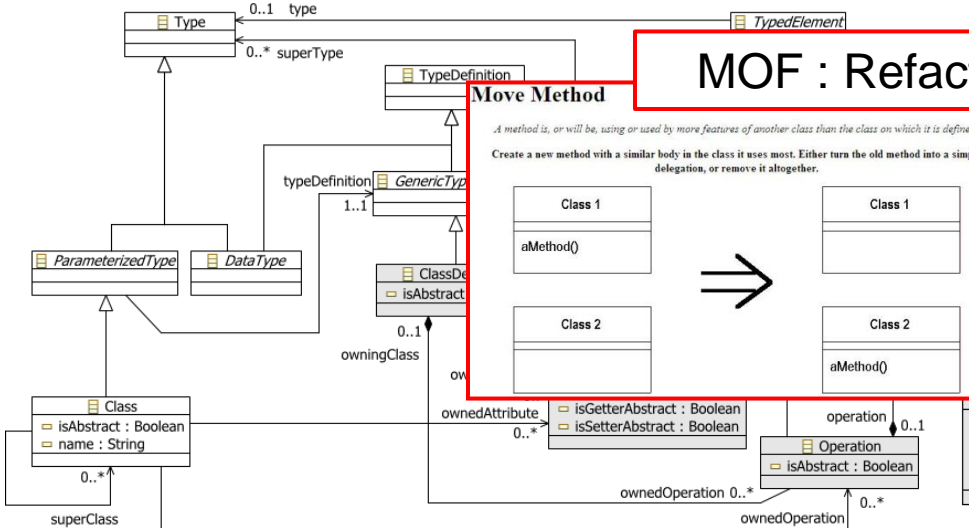 0..1 type
Type
TypedElement
0..* superType
MOF : Refact
TypeDefinition
Move Method
A method is, or will be, using or used by more features of another class than the class on which it is define
Create a new method with a similar body in the class it uses most. Either turn the old method into a simp
delegation, or remove it altogether.
typeDefinition
GenericTyp
1..1
Class 1
Class 1
aMethod()
ParameterizedType
DataType
ClassDe
isAbstract
0..1
owningClass
Class 2
Class 2
aMethod()
ow
Class
isAbstract : Boolean
name : String
ownedAttribute
0..*
isGetterAbstract : Boolean
isSetterAbstract : Boolean
operation
0..1
Operation
isAbstract : Boolean
0..*
superClass
ownedOperation 0..*
0..*
ownedOperation